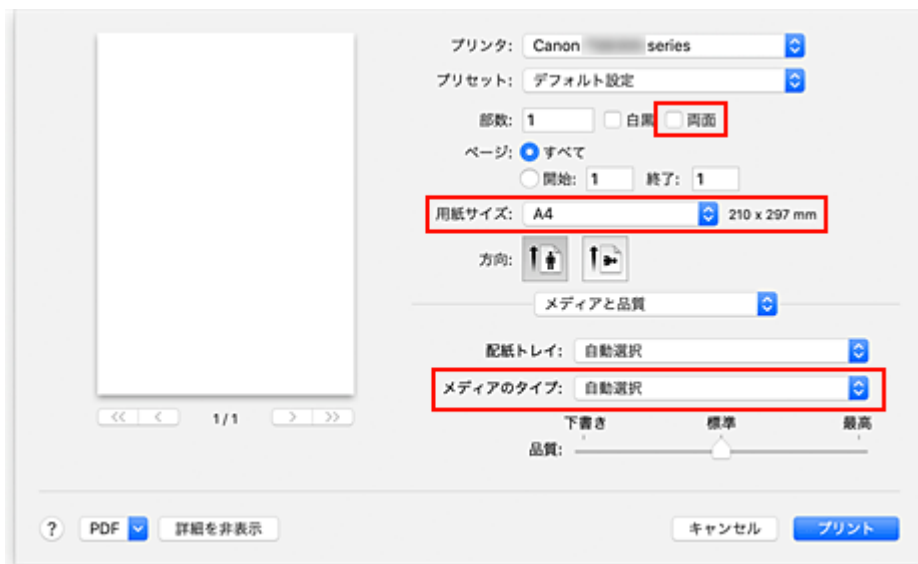 プリンタ: Canon series
プリセット: デフォルト設定
部数: 1 白黒 両面
ページ: すべて
開始: 1 終了: 1
用紙サイズ: A4 210 x 297 mm
方向:
メディアと品質
配紙トレイ: 自動選択
メディアのタイプ: 自動選択
<< < 1/1 > >>
下書き 標準 最高
品質:
? PDF 詳細を非表示 キャンセル プリント